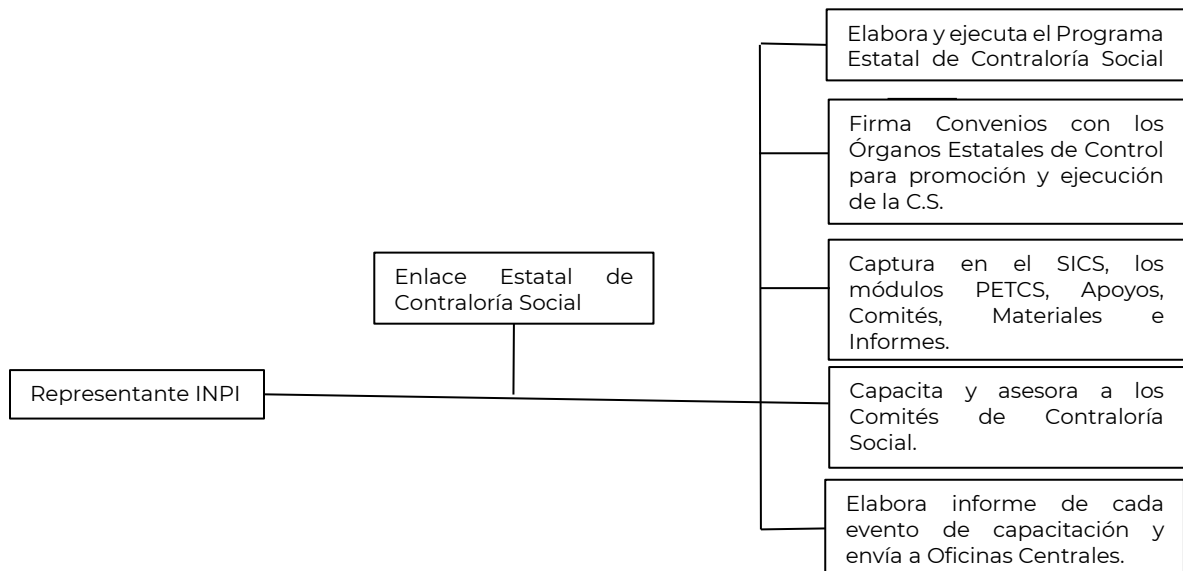 Elabora y ejecuta el Programa
Estatal de Contraloría Social
Firma Convenios con los
Órganos Estatales de Control
para promoción y ejecución
de la C.S.
Enlace Estatal de
Contraloría Social
Captura en el SICS, los
módulos PETCS, Apoyos,
Comités, Materiales e
Informes.
Representante INPI
Capacita y asesora a los
Comités de Contraloría
Social.
Elabora informe de cada
evento de capacitación y
envía a Oficinas Centrales.